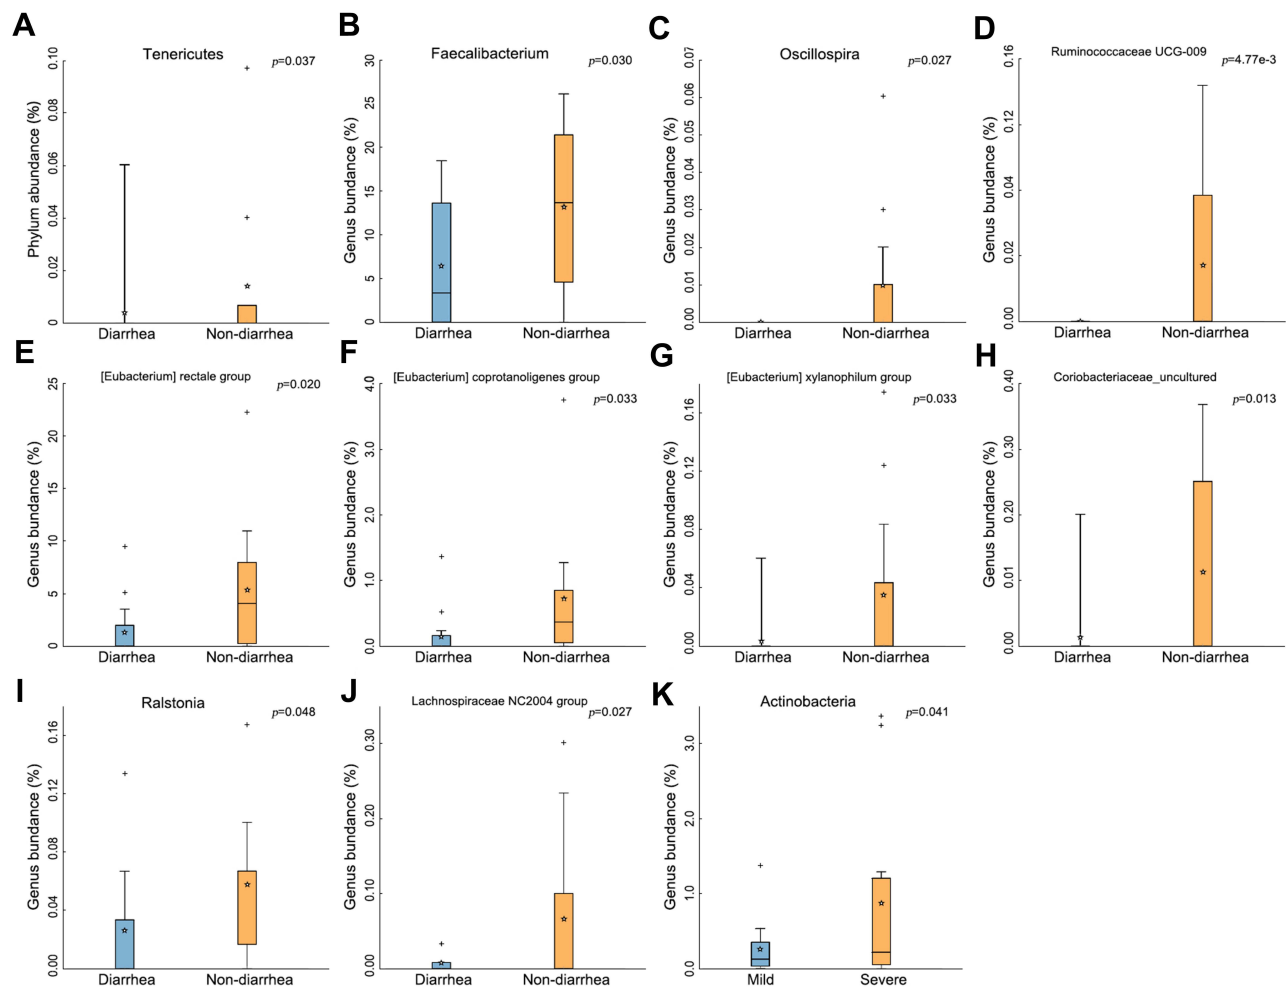 A
Tenericutes
p=0.037
Phylum abundance (%)
0.10
0.08
0.06
0.04
0.02
0
Diarrhea
Non-diarrhea
B
Faecalibacterium
p=0.030
Genus bundance (%)
30
25
20
15
10
5
0
Diarrhea
Non-diarrhea
C
Oscillospira
p=0.027
Genus bundance (%)
0.07
0.06
0.05
0.04
0.03
0.02
0.01
0.00
Diarrhea
Non-diarrhea
D
Ruminococcaceae UCG-009
p=4.77e-3
Genus bundance (%)
0.16
0.12
0.04
0.02
0.00
Diarrhea
Non-diarrhea
E
[Eubacterium] rectale group
p=0.020
Genus bundance (%)
25
20
15
10
5
0
Diarrhea
Non-diarrhea
F
[Eubacterium] coprotanoligenes group
p=0.033
Genus bundance (%)
4.0
3.0
2.0
1.0
0.0
Diarrhea
Non-diarrhea
G
[Eubacterium] xylanophilum group
p=0.033
Genus bundance (%)
0.16
0.12
0.08
0.04
0.00
Diarrhea
Non-diarrhea
H
Coriobacteriaceae_uncultured
p=0.013
Genus bundance (%)
0.40
0.30
0.20
0.01
0.00
Diarrhea
Non-diarrhea
I
Ralstonia
p=0.048
Genus bundance (%)
0.16
0.12
0.08
0.04
0.00
Diarrhea
Non-diarrhea
J
Lachnospiraceae NC2004 group
p=0.027
Genus bundance (%)
0.30
0.20
0.10
0.00
Diarrhea
Non-diarrhea
K
Actinobacteria
p=0.041
Genus bundance (%)
3.0
2.0
1.0
0.0
Mild
Severe